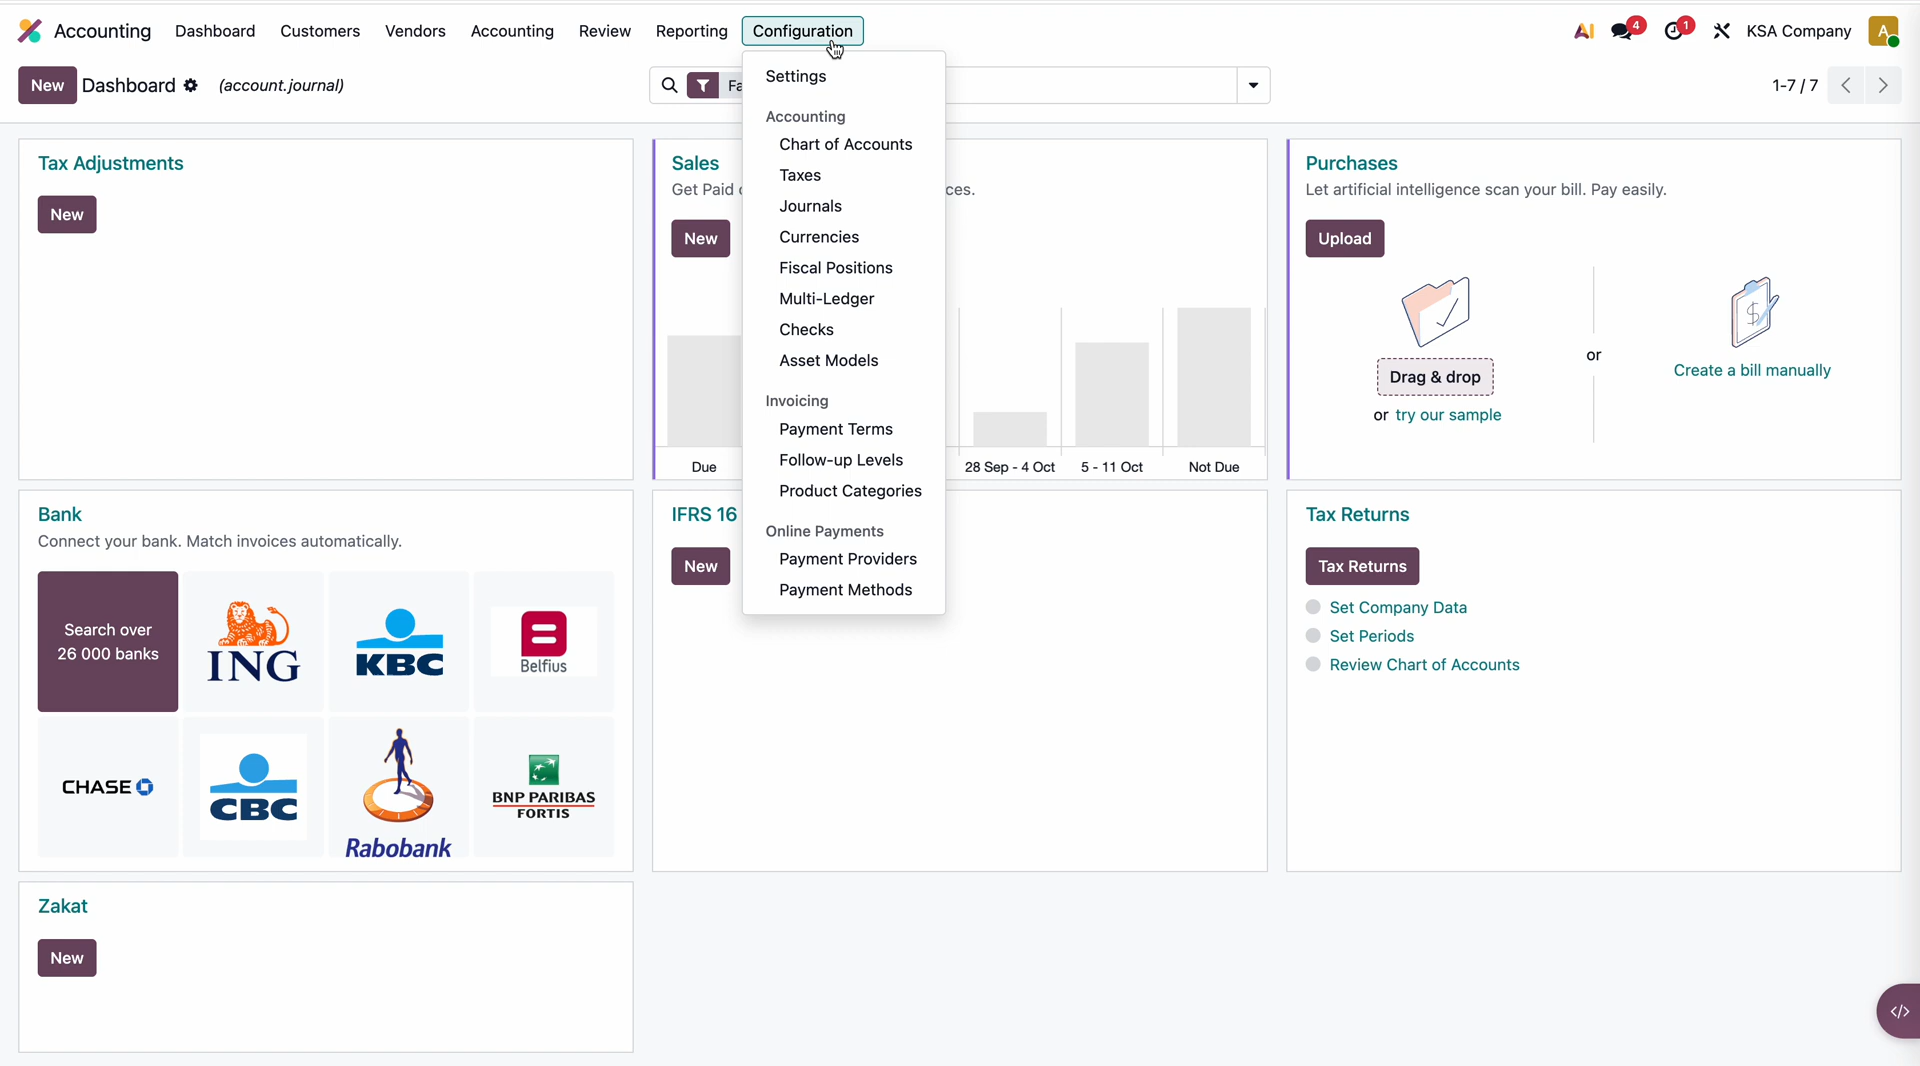 Accounting Dashboard Customers Vendors Accounting Review Reporting Configuration AI 4 1 KSA Company A
New Dashboard (account.journal) Fa 1-7 / 7
Settings
Accounting
Chart of Accounts
Taxes
Journals
Currencies
Fiscal Positions
Multi-Ledger
Checks
Asset Models
Invoicing
Payment Terms
Follow-up Levels
Product Categories
Online Payments
Payment Providers
Payment Methods
Tax Adjustments
New
Sales
Get Paid ces.
New
Due 28 Sep - 4 Oct 5 - 11 Oct Not Due
Purchases
Let artificial intelligence scan your bill. Pay easily.
Upload
Drag & drop
or try our sample
or
Create a bill manually
Bank
Connect your bank. Match invoices automatically.
Search over
26 000 banks
ING
KBC
Belfius
CHASE
CBC
Rabobank
BNP PARIBAS
FORTIS
IFRS 16
New
Tax Returns
Tax Returns
Set Company Data
Set Periods
Review Chart of Accounts
Zakat
New
</>